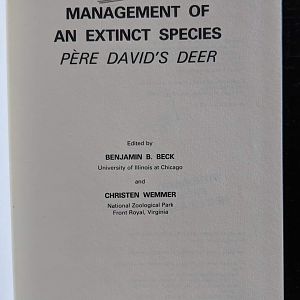 MANAGEMENT OF
AN EXTINCT SPECIES
PÈRE DAVID'S DEER
Edited by
BENJAMIN B. BECK
University of Illinois at Chicago
and
CHRISTEN WEMMER
National Zoological Park
Front Royal, Virginia